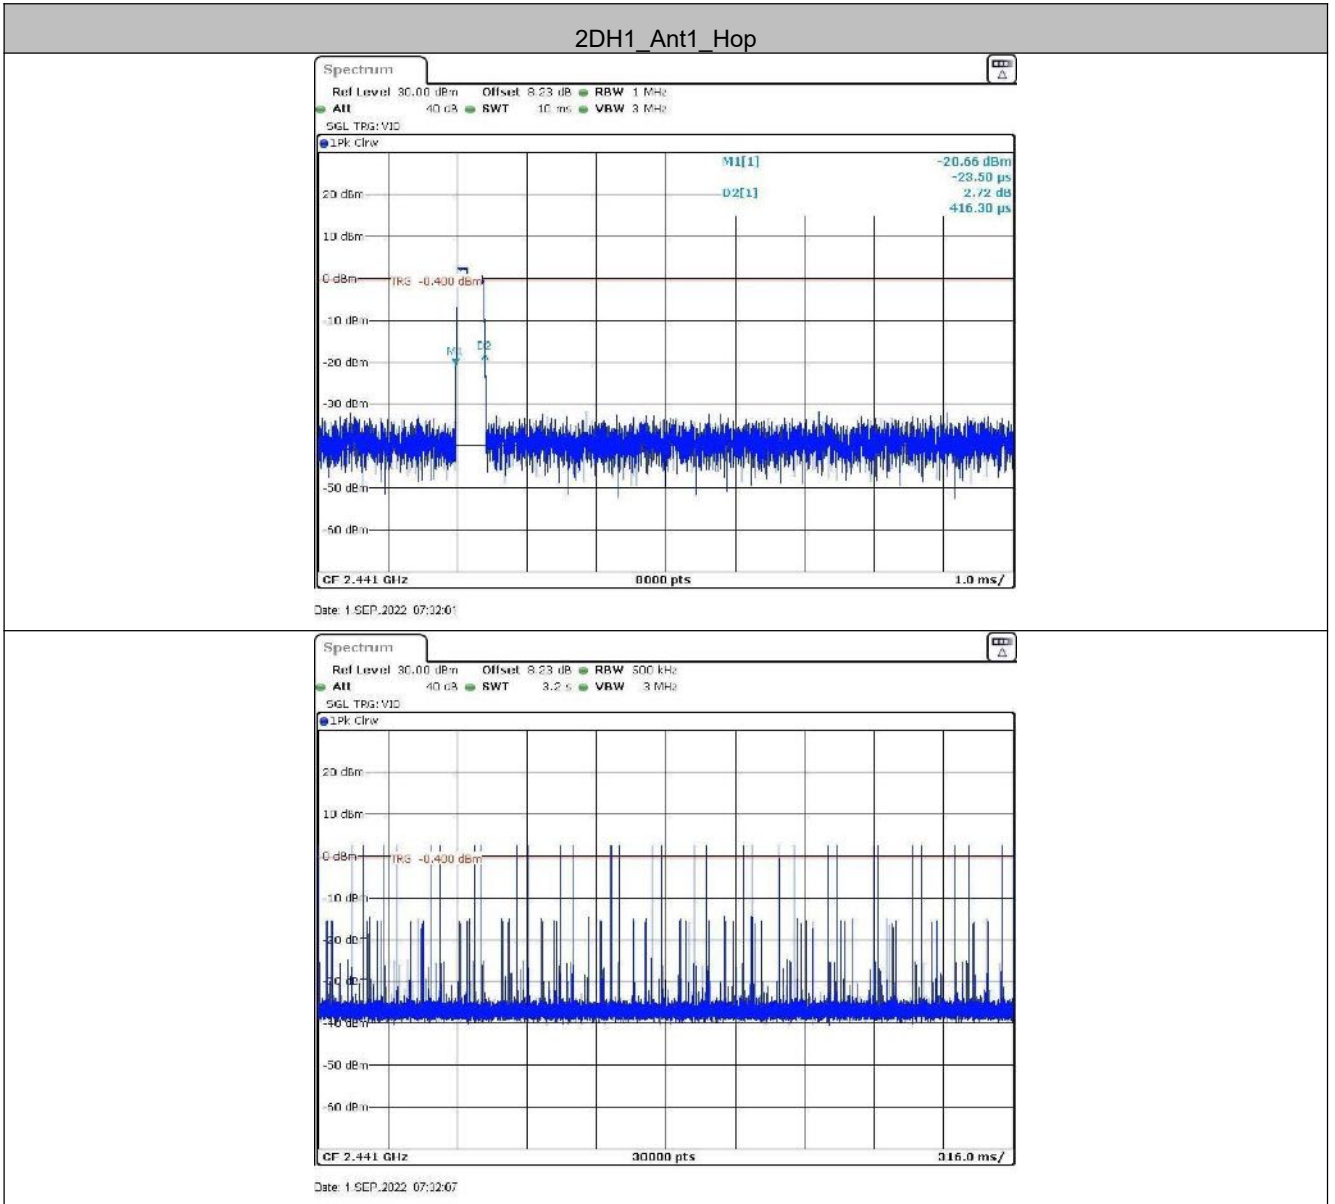 2DH1_Ant1_Hop
Spectrum
Ref Level 30.00 dBm Offset 8.23 dB RBW 1 MHz
Att 40 dB SWT 10 ms VBW 3 MHz
SGL TRG: VID
1Pk Clrw
M1[1] -20.66 dBm
-23.50 µs
D2[1] 2.72 dB
416.30 µs
20 dBm
10 dBm
0 dBm
TRG -0.400 dBm
-10 dBm
M1 D2
-20 dBm
-30 dBm
-50 dBm
-60 dBm
CF 2.441 GHz 8000 pts 1.0 ms/
Date: 1.SEP.2022 07:32:01
Spectrum
Ref Level 30.00 dBm Offset 8.23 dB RBW 500 kHz
Att 40 dB SWT 3.2 s VBW 3 MHz
SGL TRG: VID
1Pk Clrw
20 dBm
10 dBm
0 dBm
TRG -0.400 dBm
-10 dBm
-20 dBm
-40 dBm
-50 dBm
-60 dBm
CF 2.441 GHz 30000 pts 316.0 ms/
Date: 1.SEP.2022 07:32:07